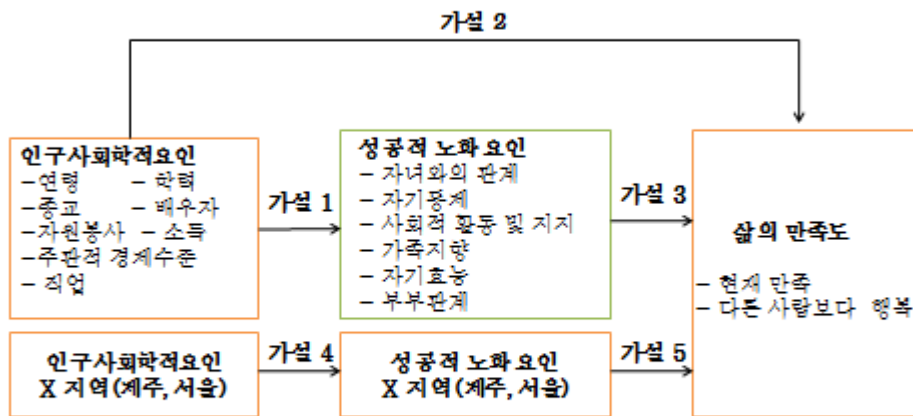 가설 2
인구사회학적요인
-연령 - 학력
-종교 - 배우자
-자원봉사 - 소득
-주관적 경제수준
- 직업
가설 1
성공적 노화 요인
- 자녀와의 관계
- 자기통제
- 사회적 활동 및 지지
- 가족지향
- 자기효능
- 부부관계
가설 3
삶의 만족도
- 현재 만족
- 다른 사람보다 행복
인구사회학적요인
X 지역(제주, 서울)
가설 4
성공적 노화 요인
X 지역(제주, 서울)
가설 5